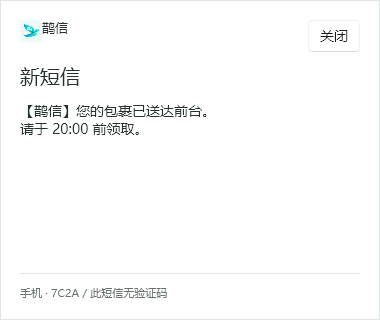 鹊信
关闭
新短信
【鹊信】您的包裹已送达前台。
请于 20:00 前领取。
手机 · 7C2A / 此短信无验证码